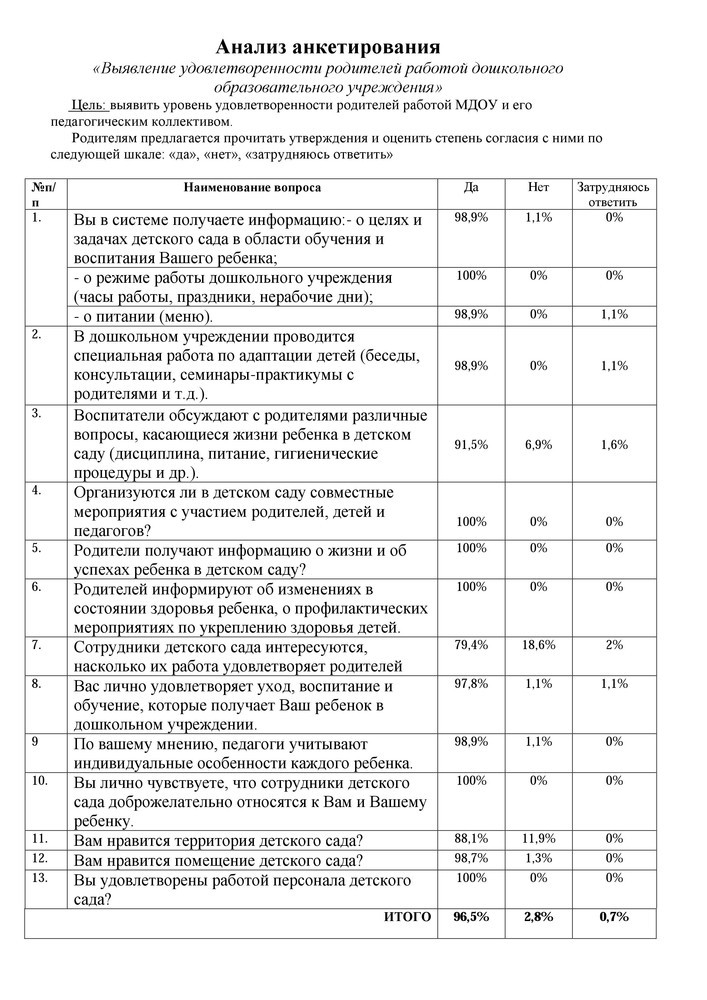 Анализ анкетирования
«Выявление удовлетворенности родителей работой дошкольного
образовательного учреждения»
Цель: выявить уровень удовлетворенности родителей работой МДОУ и его
педагогическим коллективом.
Родителям предлагается прочитать утверждения и оценить степень согласия с ними по
следующей шкале: «да», «нет», «затрудняюсь ответить»
№п/ Наименование вопроса Да Нет Затрудняюсь
п ответить
1. Вы в системе получаете информацию:- о целях и 98,9% 1,1% 0%
задачах детского сада в области обучения и
воспитания Вашего ребенка;
- о режиме работы дошкольного учреждения 100% 0% 0%
(часы работы, праздники, нерабочие дни);
- о питании (меню). 98,9% 0% 1,1%
2. В дошкольном учреждении проводится
специальная работа по адаптации детей (беседы,
консультации, семинары-практикумы с 98,9% 0% 1,1%
родителями и т.д.).
3. Воспитатели обсуждают с родителями различные
вопросы, касающиеся жизни ребенка в детском
саду (дисциплина, питание, гигиенические 91,5% 6,9% 1,6%
процедуры и др.).
4. Организуются ли в детском саду совместные
мероприятия с участием родителей, детей и
педагогов? 100% 0% 0%
5. Родители получают информацию о жизни и об 100% 0% 0%
успехах ребенка в детском саду?
6. Родителей информируют об изменениях в 100% 0% 0%
состоянии здоровья ребенка, о профилактических
мероприятиях по укреплению здоровья детей.
7. Сотрудники детского сада интересуются, 79,4% 18,6% 2%
насколько их работа удовлетворяет родителей
8. Вас лично удовлетворяет уход, воспитание и 97,8% 1,1% 1,1%
обучение, которые получает Ваш ребенок в
дошкольном учреждении.
9 По вашему мнению, педагоги учитывают 98,9% 1,1% 0%
индивидуальные особенности каждого ребенка.
10. Вы лично чувствуете, что сотрудники детского 100% 0% 0%
сада доброжелательно относятся к Вам и Вашему
ребенку.
11. Вам нравится территория детского сада? 88,1% 11,9% 0%
12. Вам нравится помещение детского сада? 98,7% 1,3% 0%
13. Вы удовлетворены работой персонала детского 100% 0% 0%
сада?
ИТОГО 96,5% 2,8% 0,7%